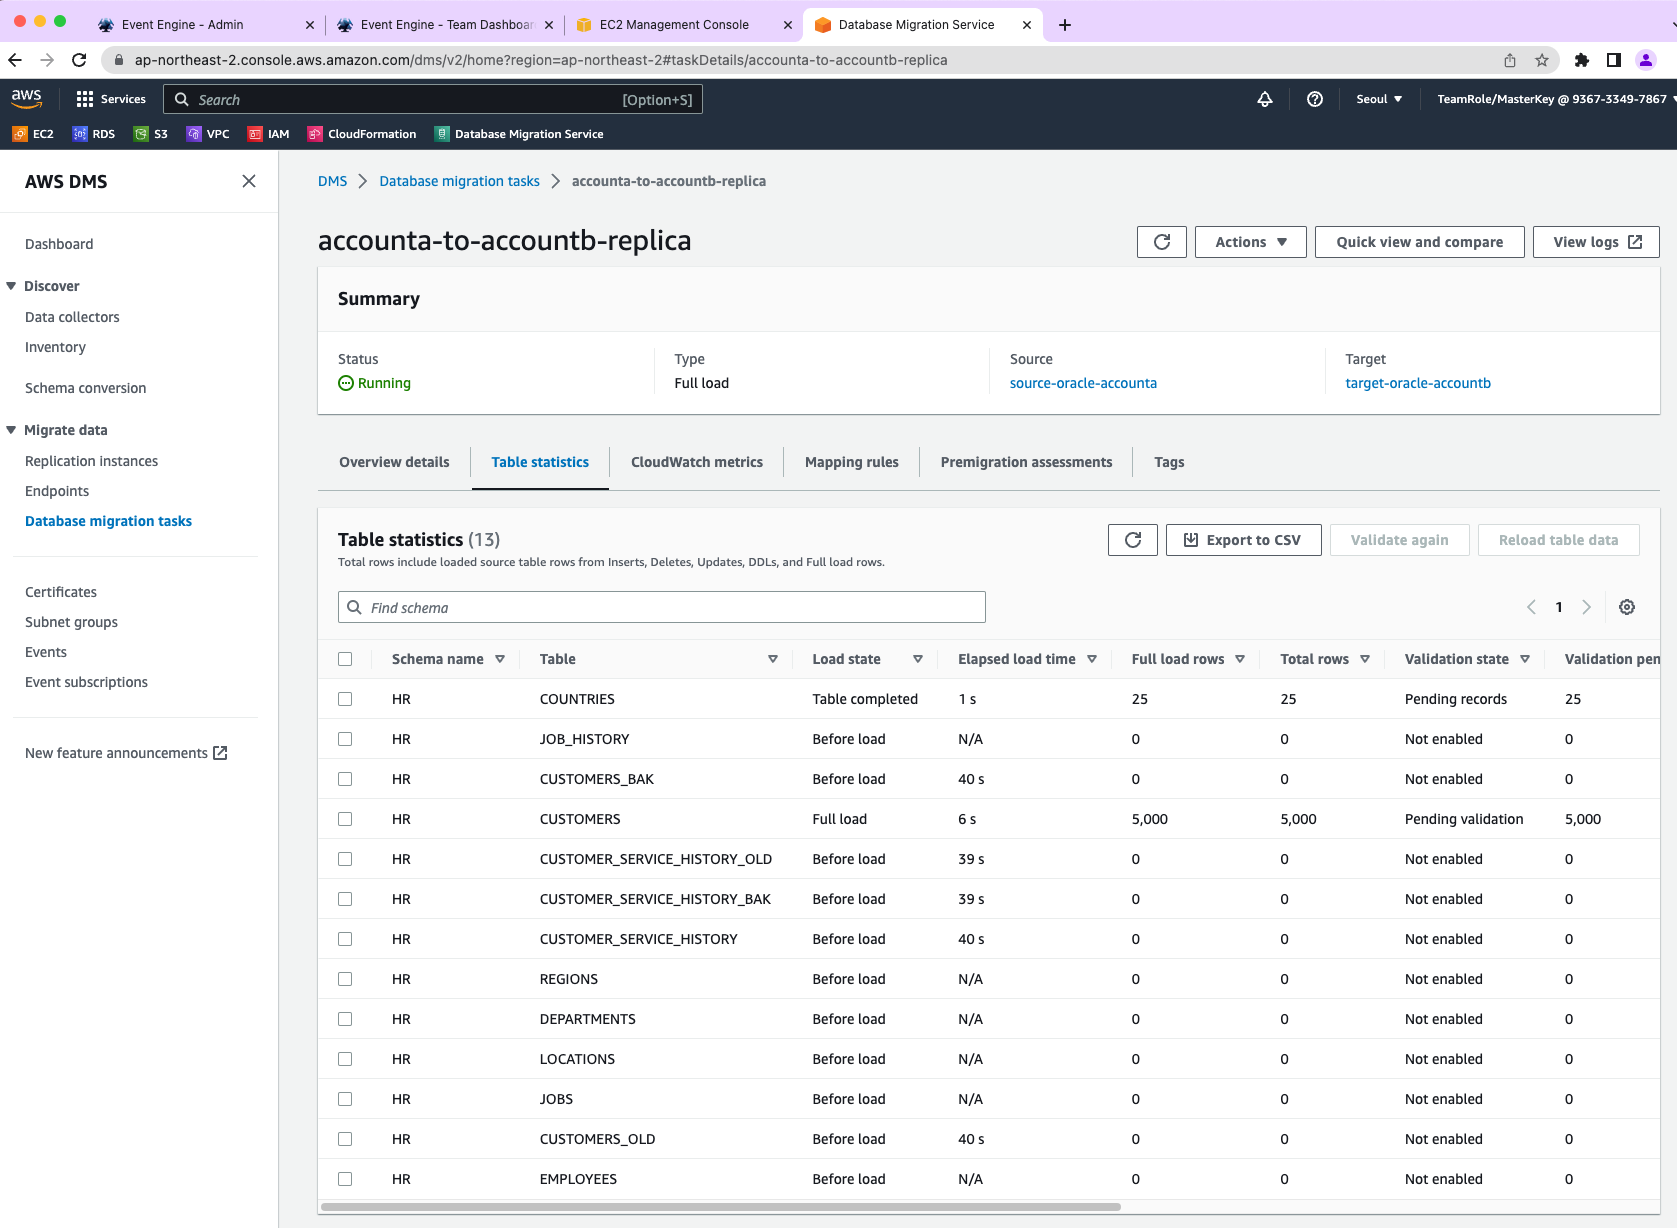 Event Engine - Admin
Event Engine - Team Dashboar
EC2 Management Console
Database Migration Service
ap-northeast-2.console.aws.amazon.com/dms/v2/home?region=ap-northeast-2#taskDetails/accounta-to-accountb-replica
aws Services Search [Option+S] Seoul TeamRole/MasterKey @ 9367-3349-7867
EC2 RDS S3 VPC IAM CloudFormation Database Migration Service
AWS DMS
Dashboard
Discover
Data collectors
Inventory
Schema conversion
Migrate data
Replication instances
Endpoints
Database migration tasks
Certificates
Subnet groups
Events
Event subscriptions
New feature announcements
DMS > Database migration tasks > accounta-to-accountb-replica
accounta-to-accountb-replica
Actions Quick view and compare View logs
Summary
Status Type Source Target
Running Full load source-oracle-accounta target-oracle-accountb
Overview details Table statistics CloudWatch metrics Mapping rules Premigration assessments Tags
Table statistics (13)
Total rows include loaded source table rows from Inserts, Deletes, Updates, DDLs, and Full load rows.
Export to CSV Validate again Reload table data
Find schema
1
Schema name Table Load state Elapsed load time Full load rows Total rows Validation state Validation pen
HR COUNTRIES Table completed 1 s 25 25 Pending records 25
HR JOB_HISTORY Before load N/A 0 0 Not enabled 0
HR CUSTOMERS_BAK Before load 40 s 0 0 Not enabled 0
HR CUSTOMERS Full load 6 s 5,000 5,000 Pending validation 5,000
HR CUSTOMER_SERVICE_HISTORY_OLD Before load 39 s 0 0 Not enabled 0
HR CUSTOMER_SERVICE_HISTORY_BAK Before load 39 s 0 0 Not enabled 0
HR CUSTOMER_SERVICE_HISTORY Before load 40 s 0 0 Not enabled 0
HR REGIONS Before load N/A 0 0 Not enabled 0
HR DEPARTMENTS Before load N/A 0 0 Not enabled 0
HR LOCATIONS Before load N/A 0 0 Not enabled 0
HR JOBS Before load N/A 0 0 Not enabled 0
HR CUSTOMERS_OLD Before load 40 s 0 0 Not enabled 0
HR EMPLOYEES Before load N/A 0 0 Not enabled 0